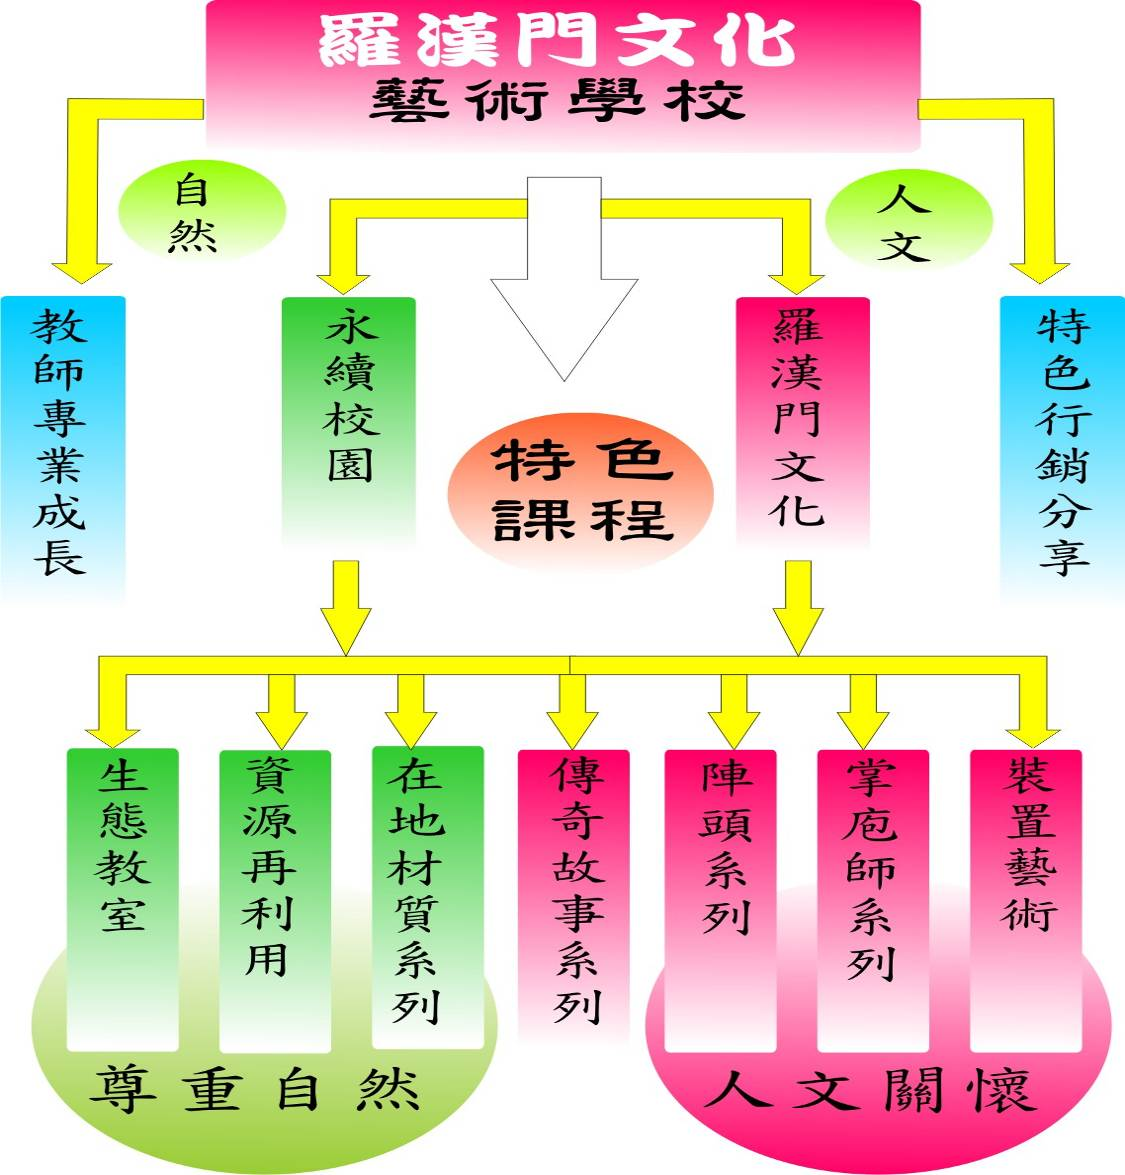 羅漢門文化
藝術學校
自然
人文
教師專業成長
永續校園
特色
課程
羅漢門文化
特色行銷分享
生態教室
資源再利用
在地材質系列
傳奇故事系列
陣頭系列
掌庖師系列
裝置藝術
尊重自然
人文關懷